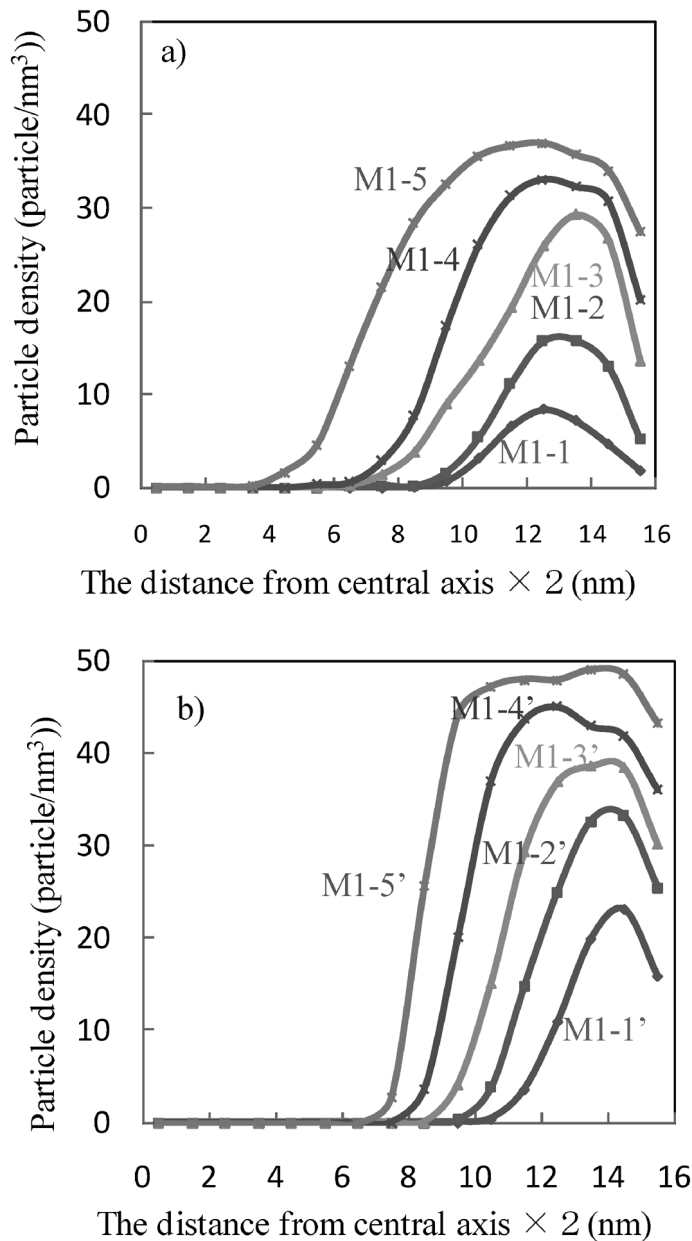 a)
50
40
30
20
10
0
Particle density (particle/nm³))
M1-5
M1-4
M1-3
M1-2
M1-1
0 2 4 6 8 10 12 14 16
The distance from central axis × 2 (nm)
b)
50
40
30
20
10
0
Particle density (particle/nm³))
M1-4’
M1-3’
M1-2’
M1-5’
M1-1’
0 2 4 6 8 10 12 14 16
The distance from central axis × 2 (nm)